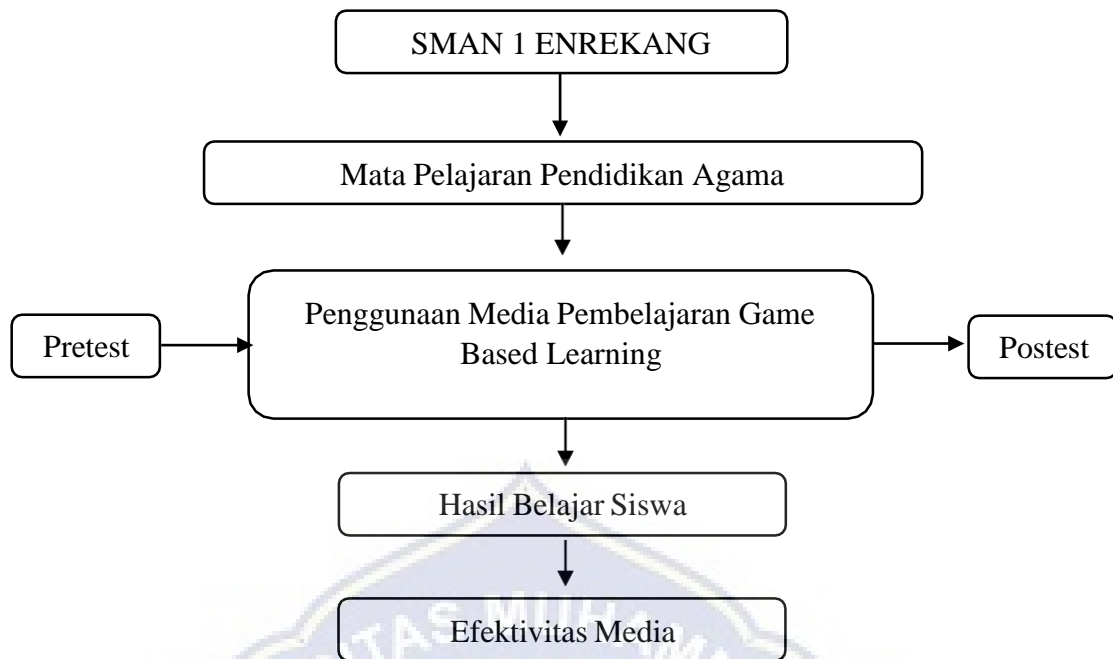 SMAN 1 ENREKANG
Mata Pelajaran Pendidikan Agama
Penggunaan Media Pembelajaran Game
Based Learning
Pretest
Postest
Hasil Belajar Siswa
Efektivitas Media